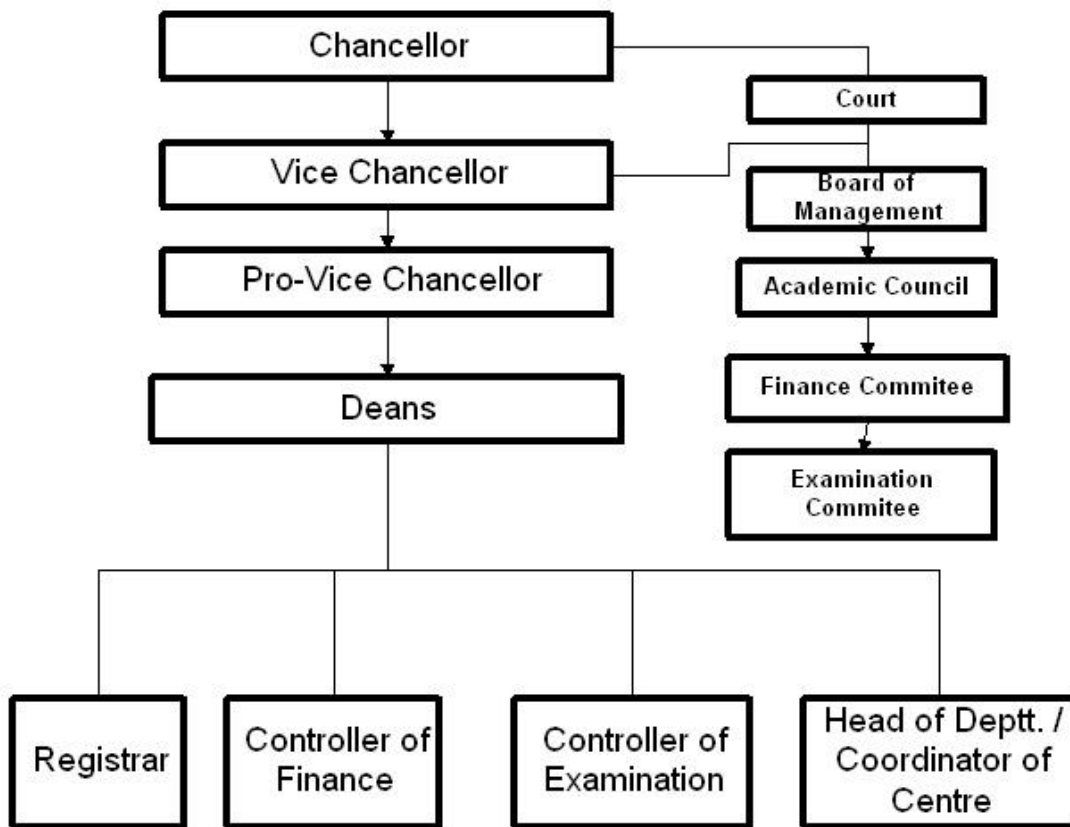 Chancellor
Court
Vice Chancellor
Board of
Management
Pro-Vice Chancellor
Academic Council
Finance Commitee
Deans
Examination
Commitee
Registrar
Controller of
Finance
Controller of
Examination
Head of Deptt. /
Coordinator of
Centre